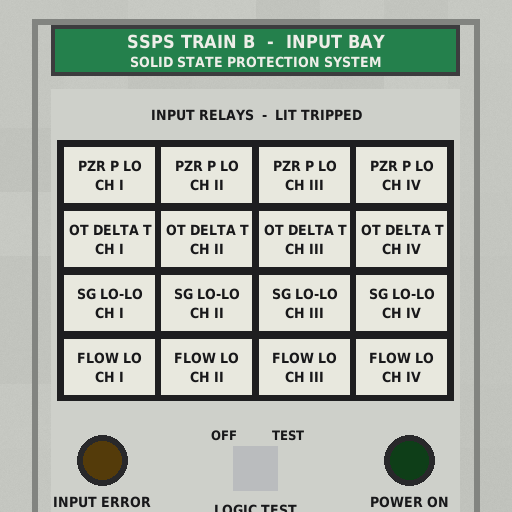 SSPS TRAIN B - INPUT BAY
SOLID STATE PROTECTION SYSTEM
INPUT RELAYS - LIT TRIPPED
PZR P LO CH I
PZR P LO CH II
PZR P LO CH III
PZR P LO CH IV
OT DELTA T CH I
OT DELTA T CH II
OT DELTA T CH III
OT DELTA T CH IV
SG LO-LO CH I
SG LO-LO CH II
SG LO-LO CH III
SG LO-LO CH IV
FLOW LO CH I
FLOW LO CH II
FLOW LO CH III
FLOW LO CH IV
OFF TEST
INPUT ERROR
LOGIC TEST
POWER ON